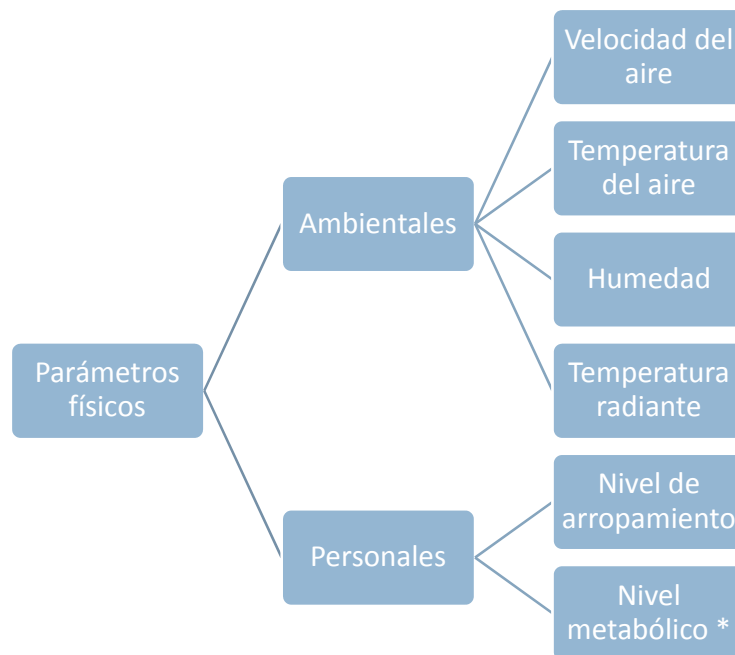 Velocidad del
aire
Temperatura
del aire
Ambientales
Humedad
Parámetros
físicos
Temperatura
radiante
Nivel de
arropamiento
Personales
Nivel
metabólico *